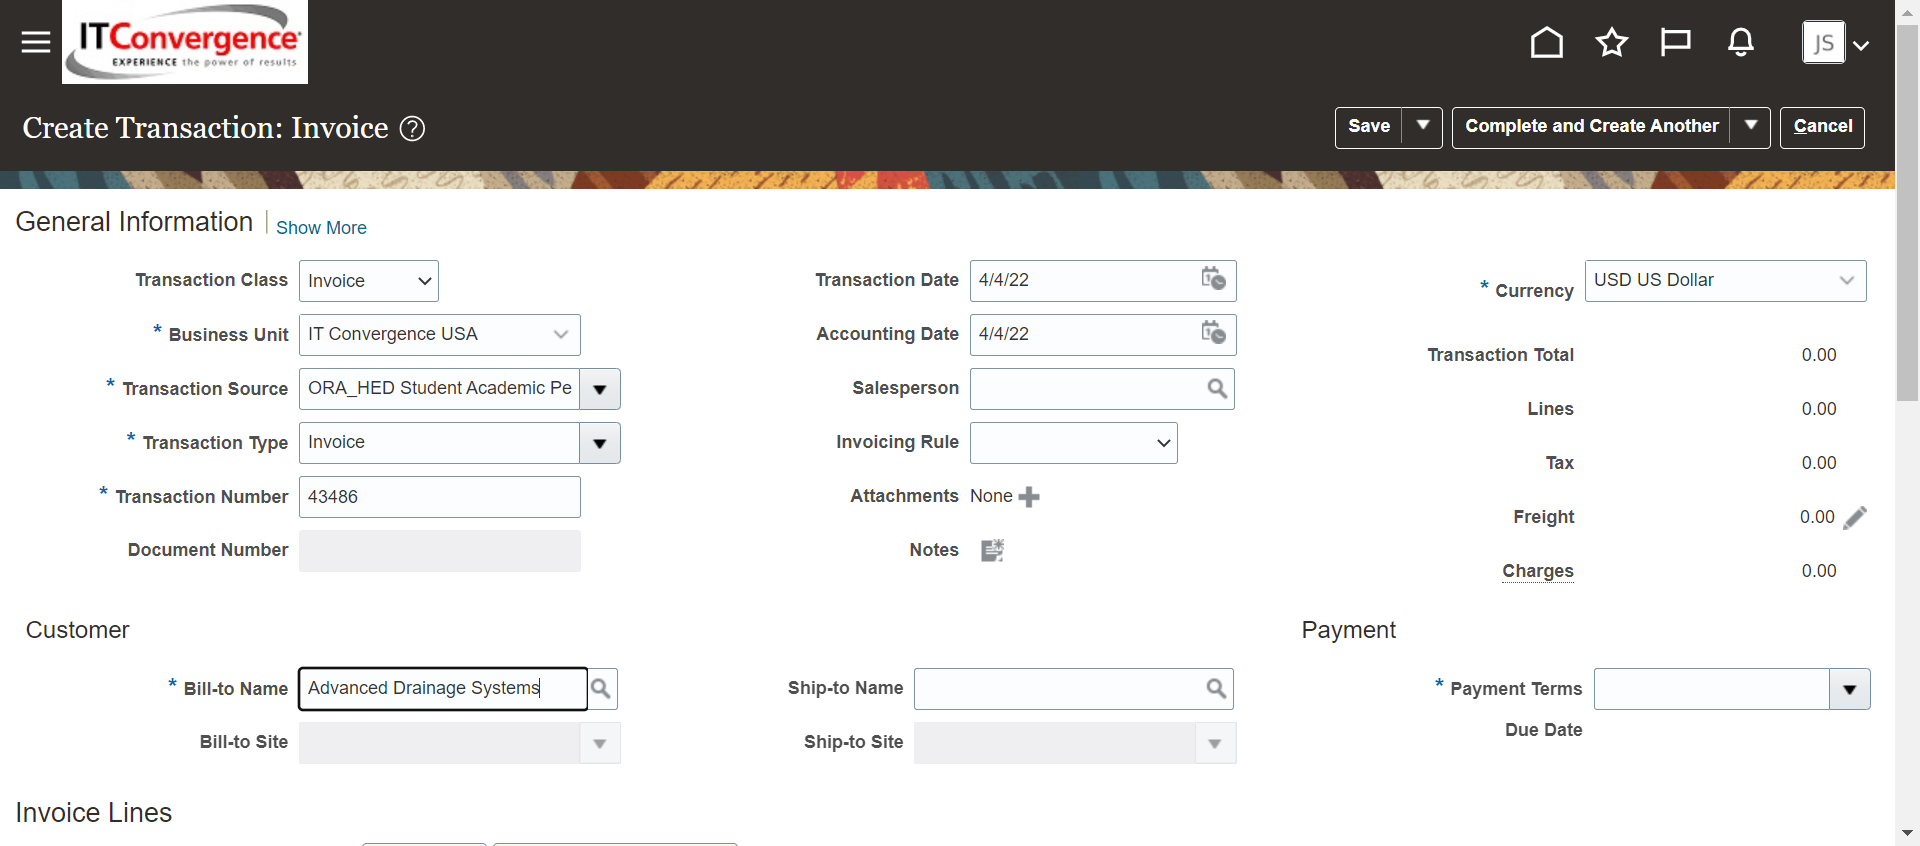 ITConvergence
EXPERIENCE the power of results
JS
Create Transaction: Invoice ?
Save
Complete and Create Another
Cancel
General Information
Show More
Transaction Class
Invoice
* Business Unit
IT Convergence USA
* Transaction Source
ORA_HED Student Academic Pe
* Transaction Type
Invoice
* Transaction Number
43486
Document Number
Transaction Date
4/4/22
Accounting Date
4/4/22
Salesperson
Invoicing Rule
Attachments
None
Notes
* Currency
USD US Dollar
Transaction Total
0.00
Lines
0.00
Tax
0.00
Freight
0.00
Charges
0.00
Customer
* Bill-to Name
Advanced Drainage Systems
Bill-to Site
Ship-to Name
Ship-to Site
Payment
* Payment Terms
Due Date
Invoice Lines